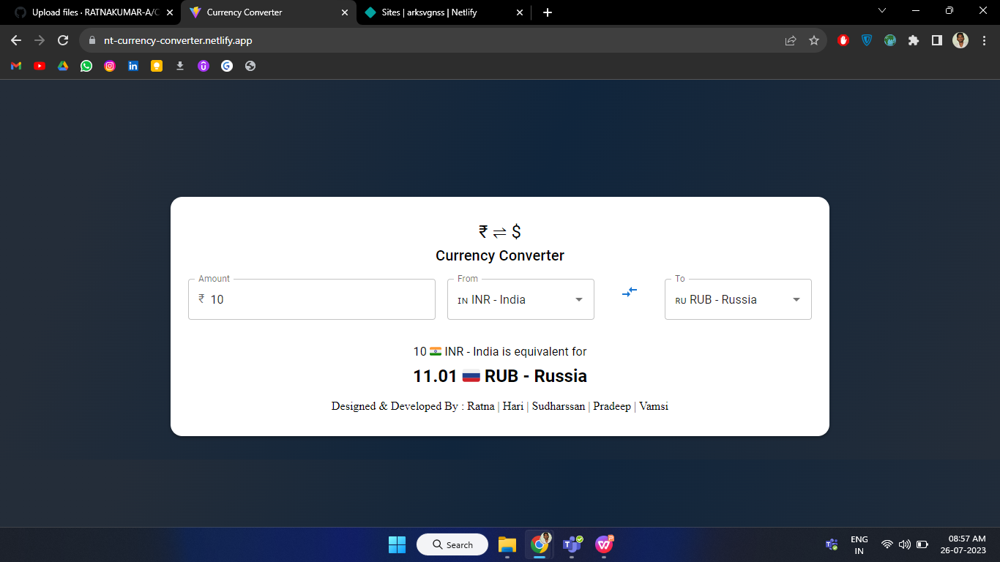 Upload files · RATNAKUMAR-A/C
Currency Converter
Sites | arksvgnss | Netlify
nt-currency-converter.netlify.app
₹ ⇌ $
Currency Converter
Amount
₹ 10
From
IN INR - India
To
RU RUB - Russia
10 🇮🇳 INR - India is equivalent for
11.01 🇷🇺 RUB - Russia
Designed & Developed By : Ratna | Hari | Sudharssan | Pradeep | Vamsi
Search
ENG
IN
08:57 AM
26-07-2023